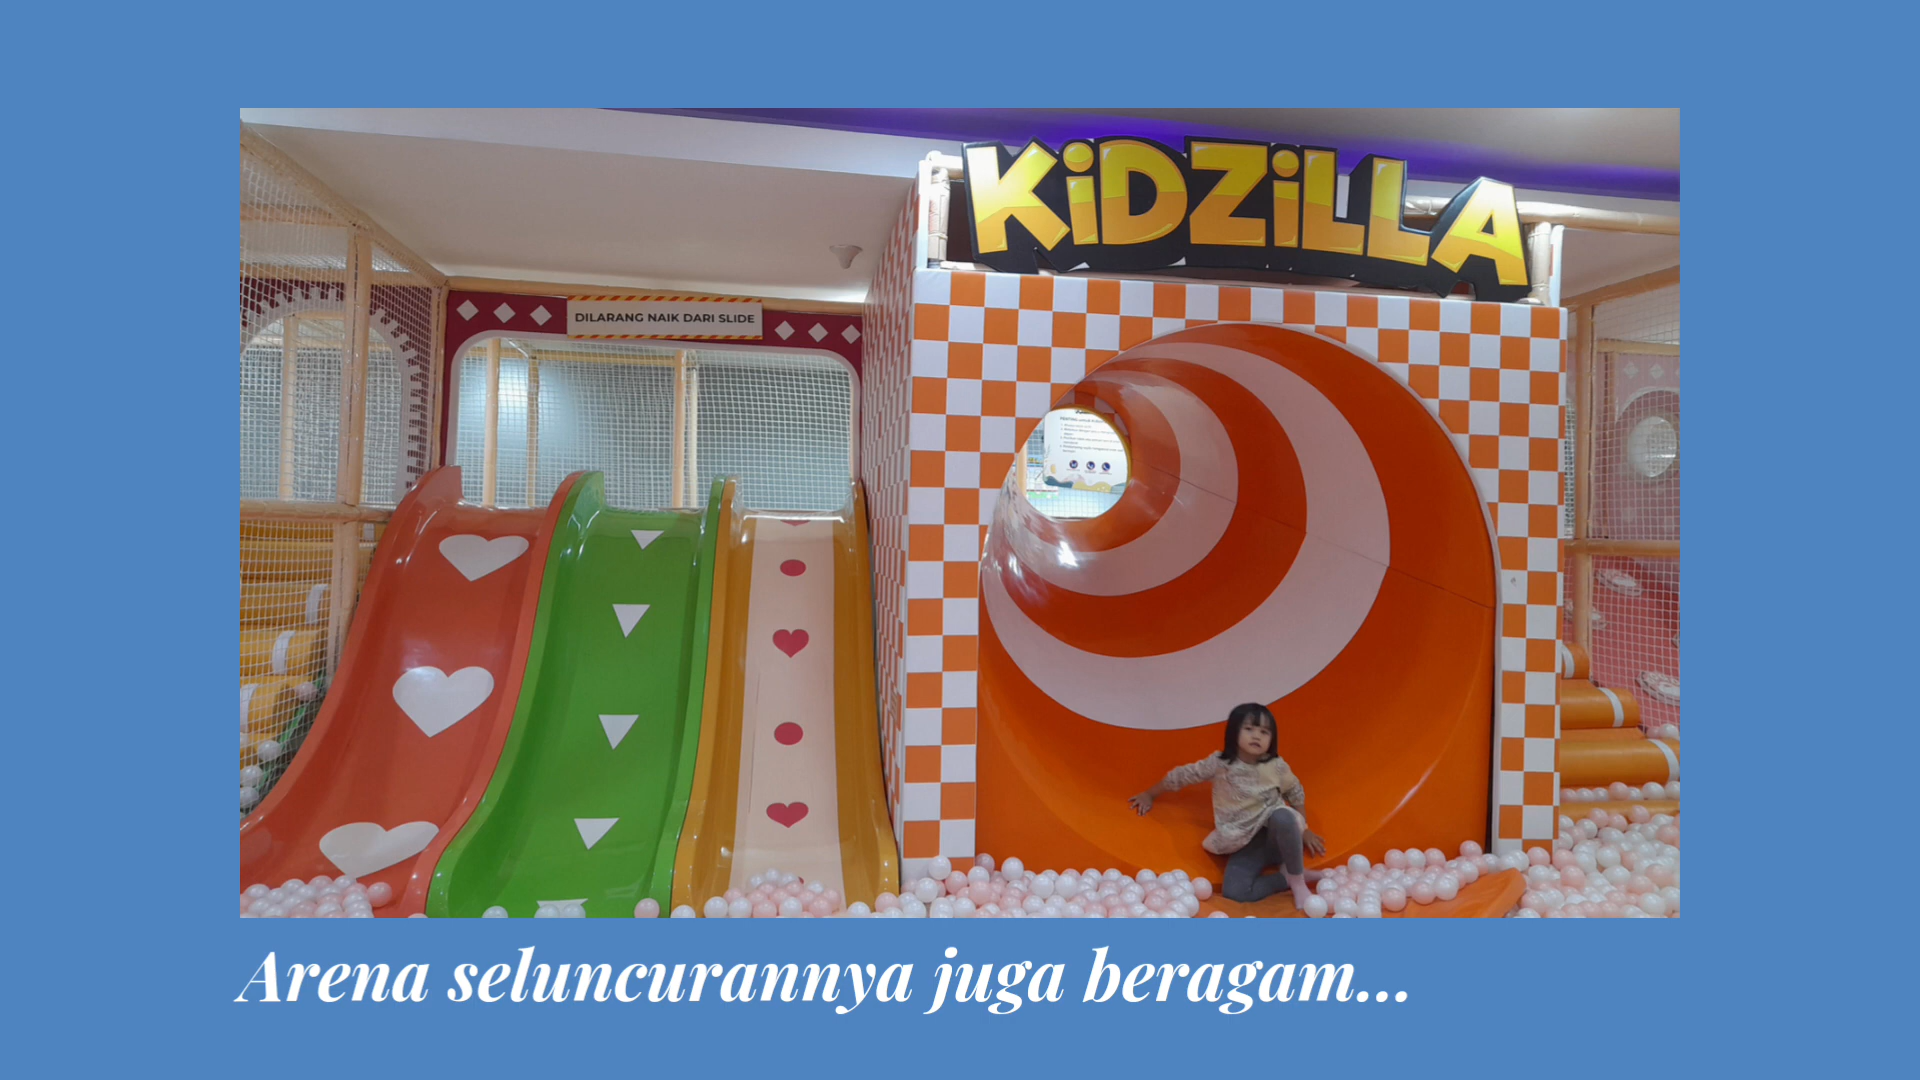 KiDZiLLA
DILARANG NAIK DARI SLIDE
Arena seluncurannya juga beragam...